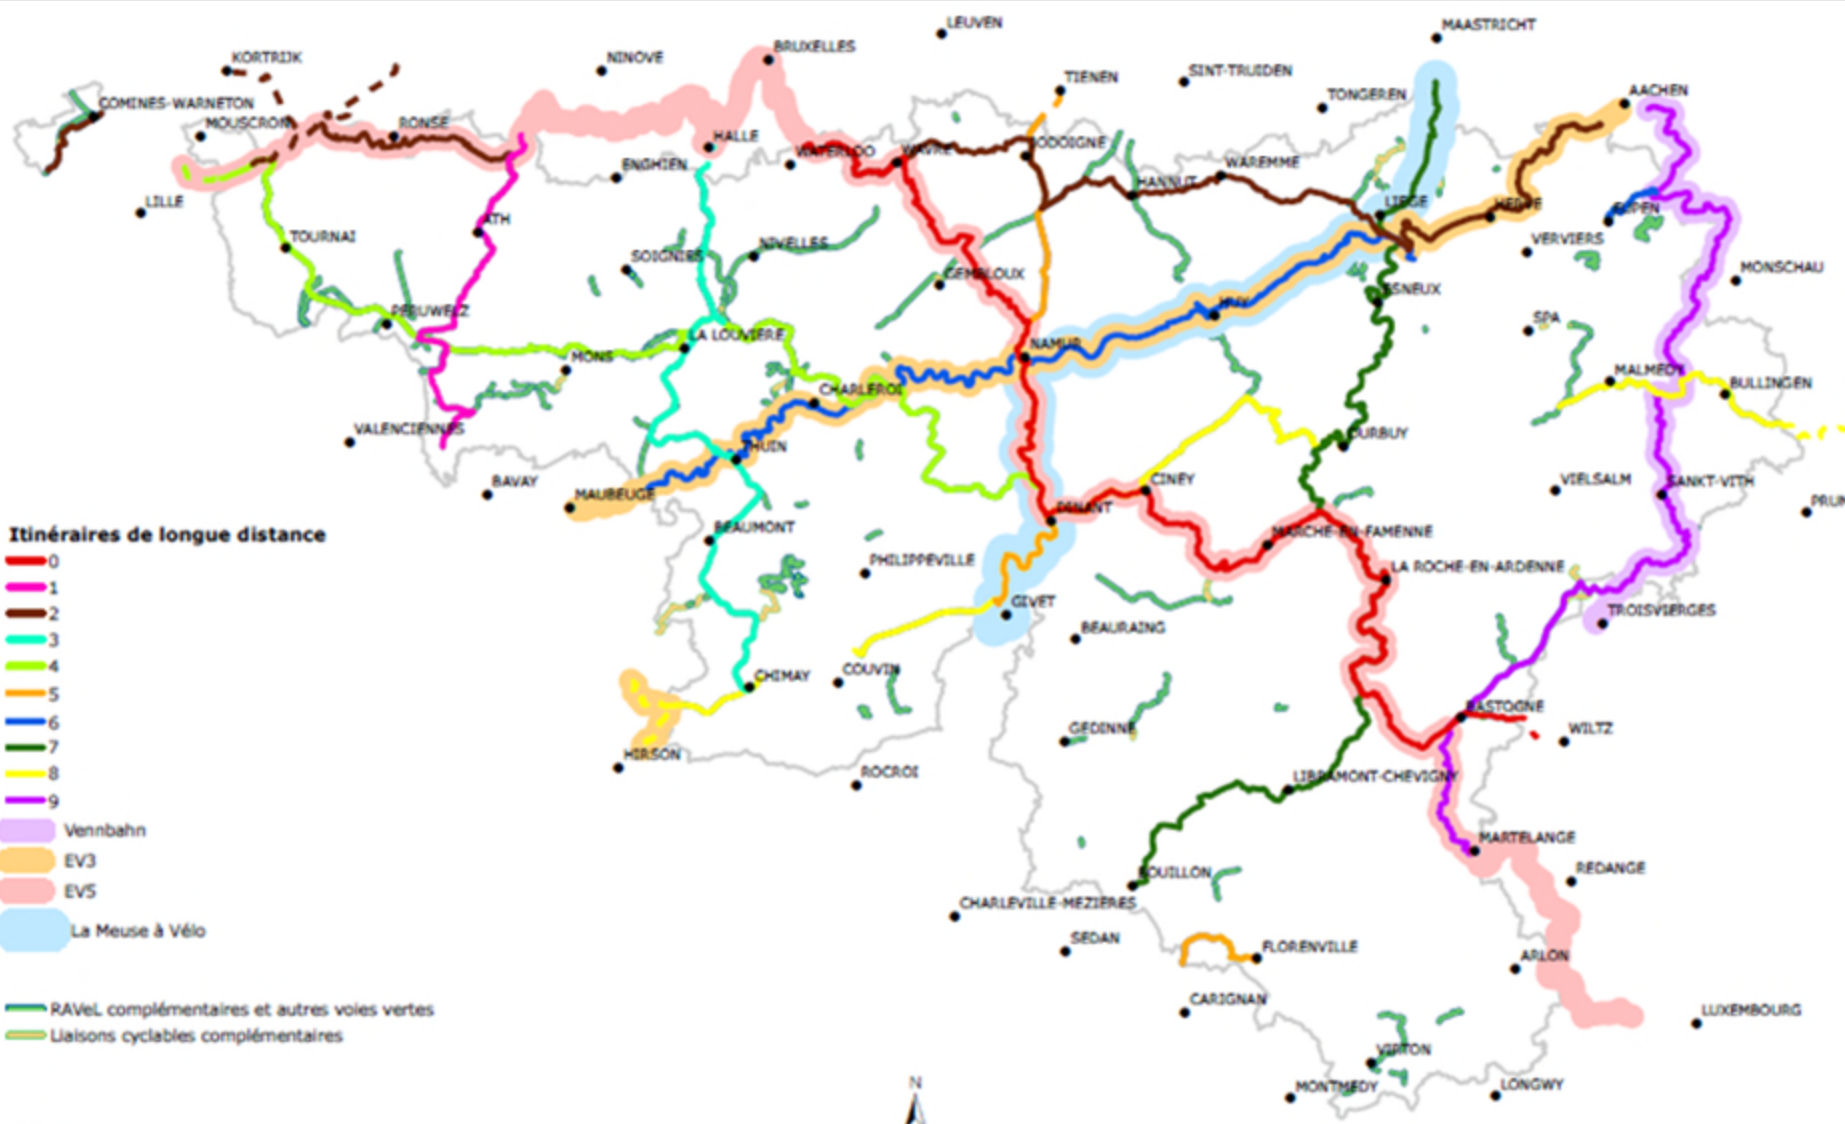 LEUVEN
MAASTRICHT
KORTRIJK
NINOVE
BRUXELLES
TIENEN
SINT-TRUIDEN
TONGEREN
AACHEN
COMINES-WARNETON
MOUSCRON
RONSE
HALLE
WATERLOO
WAVRE
JODOIGNE
ENGHIEN
HANNUT
WAREMME
LILLE
LIEGE
HERVE
EUPEN
ATH
TOURNAI
SOIGNIES
NIVELLES
VERVIERS
GEMBLOUX
MONSCHAU
ESNEUX
PERUWELZ
HUY
SPA
LA LOUVIERE
NAMUR
MONS
MALMEDY
BULLINGEN
CHARLEROI
VALENCIENNES
THUIN
DURBUY
BAVAY
MAUBEUGE
CINEY
VIELSALM
SANKT-VITH
PRUM
DINANT
BEAUMONT
MARCHE-EN-FAMENNE
PHILIPPEVILLE
LA ROCHE-EN-ARDENNE
GIVET
TROISVIERGES
BEAURAING
CHIMAY
COUVIN
BASTOGNE
GEDINNE
WILTZ
HIRSON
ROCROI
LIBRAMONT-CHEVIGNY
MARTELANGE
BOUILLON
REDANGE
CHARLEVILLE-MEZIERES
SEDAN
FLORENVILLE
ARLON
CARIGNAN
LUXEMBOURG
VIRTON
MONTMEDY
LONGWY
Itinéraires de longue distance
0
1
2
3
4
5
6
7
8
9
Vennbahn
EV3
EV5
La Meuse à Vélo
RAVeL complémentaires et autres voies vertes
Liaisons cyclables complémentaires
N